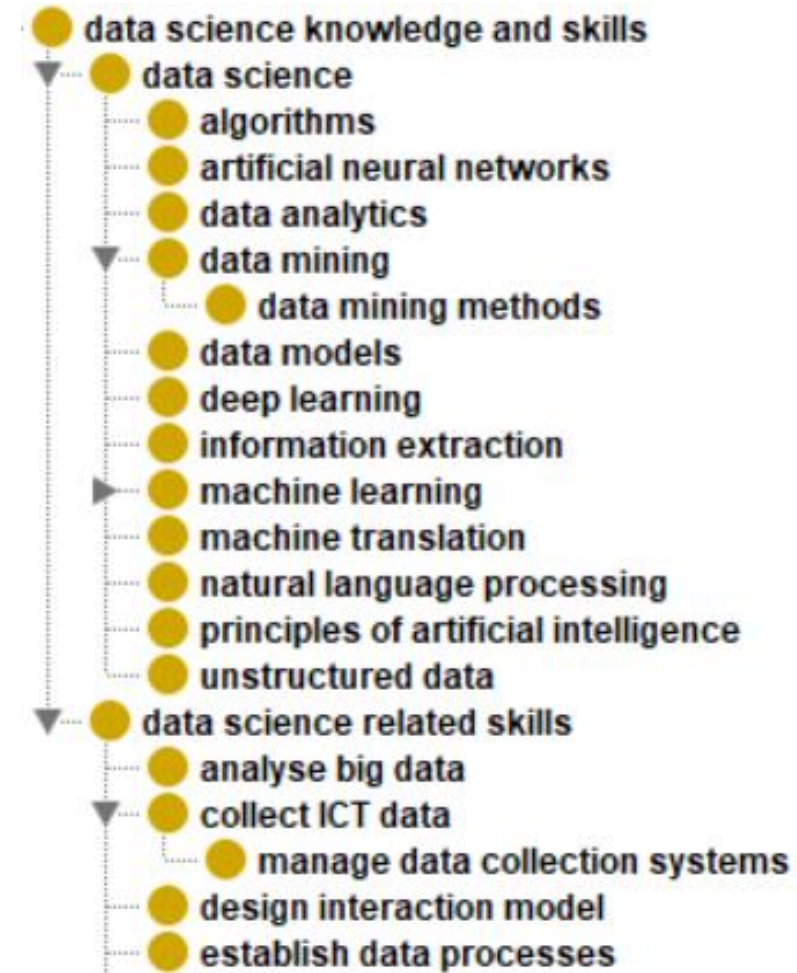 data science knowledge and skills
data science
algorithms
artificial neural networks
data analytics
data mining
data mining methods
data models
deep learning
information extraction
machine learning
machine translation
natural language processing
principles of artificial intelligence
unstructured data
data science related skills
analyse big data
collect ICT data
manage data collection systems
design interaction model
establish data processes